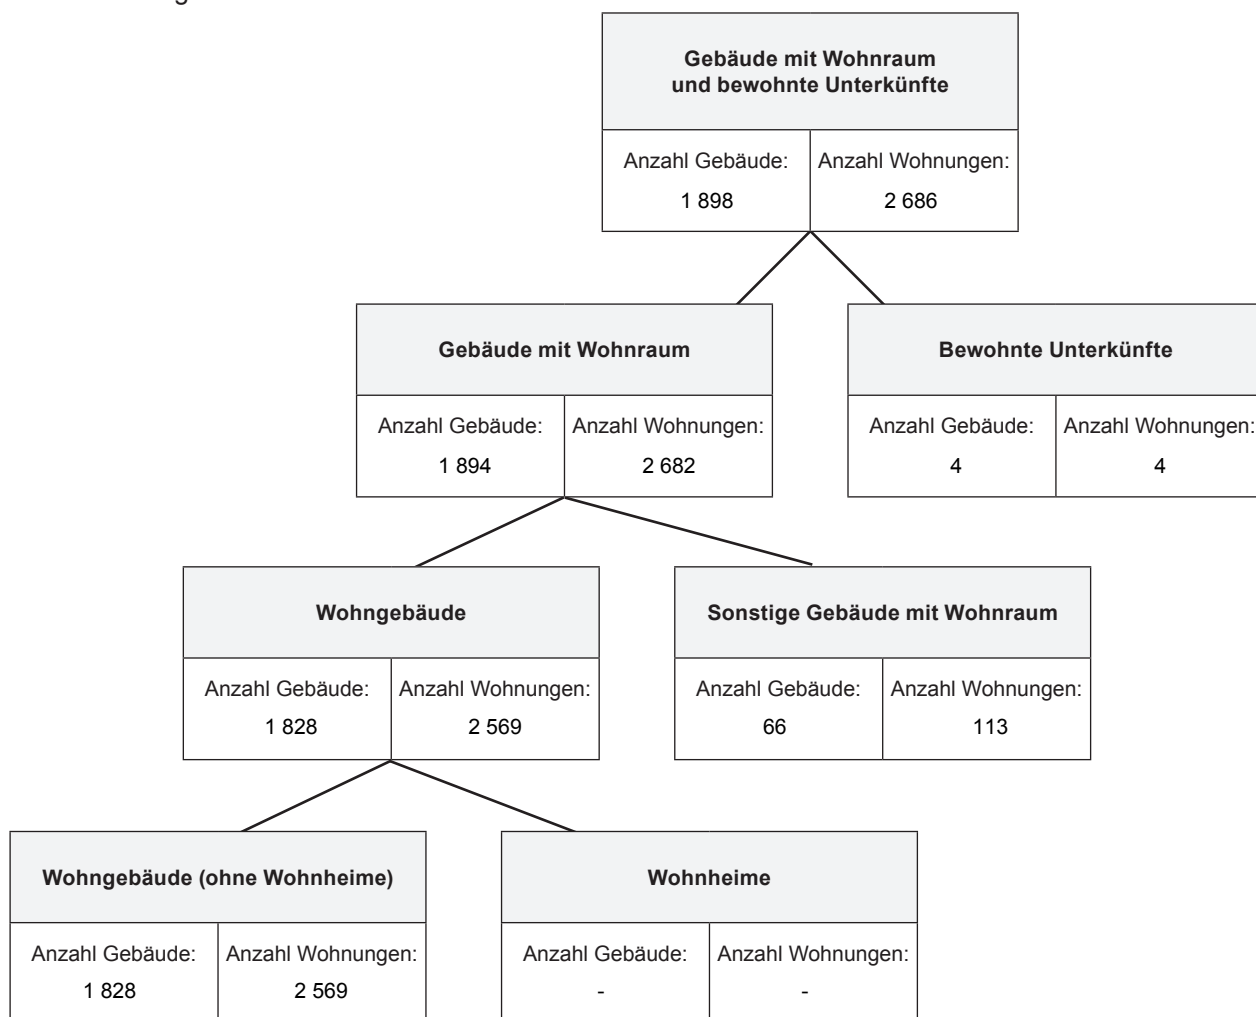 Gebäude mit Wohnraum
und bewohnte Unterkünfte
Anzahl Gebäude:
Anzahl Wohnungen:
1 898
2 686
Gebäude mit Wohnraum
Bewohnte Unterkünfte
Anzahl Gebäude:
Anzahl Wohnungen:
Anzahl Gebäude:
Anzahl Wohnungen:
1 894
2 682
4
4
Wohngebäude
Sonstige Gebäude mit Wohnraum
Anzahl Gebäude:
Anzahl Wohnungen:
Anzahl Gebäude:
Anzahl Wohnungen:
1 828
2 569
66
113
Wohngebäude (ohne Wohnheime)
Wohnheime
Anzahl Gebäude:
Anzahl Wohnungen:
Anzahl Gebäude:
Anzahl Wohnungen:
1 828
2 569
-
-